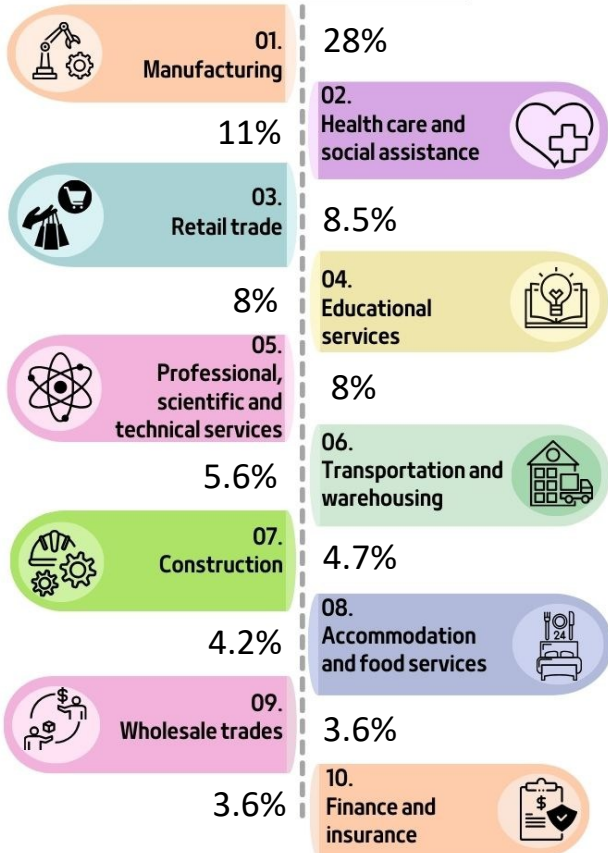 01.
Manufacturing
28%
02.
Health care and
social assistance
11%
03.
Retail trade
8.5%
04.
Educational
services
8%
05.
Professional,
scientific and
technical services
8%
06.
Transportation and
warehousing
5.6%
07.
Construction
4.7%
08.
Accommodation
and food services
24
4.2%
09.
Wholesale trades
$
3.6%
10.
Finance and
insurance
$
3.6%